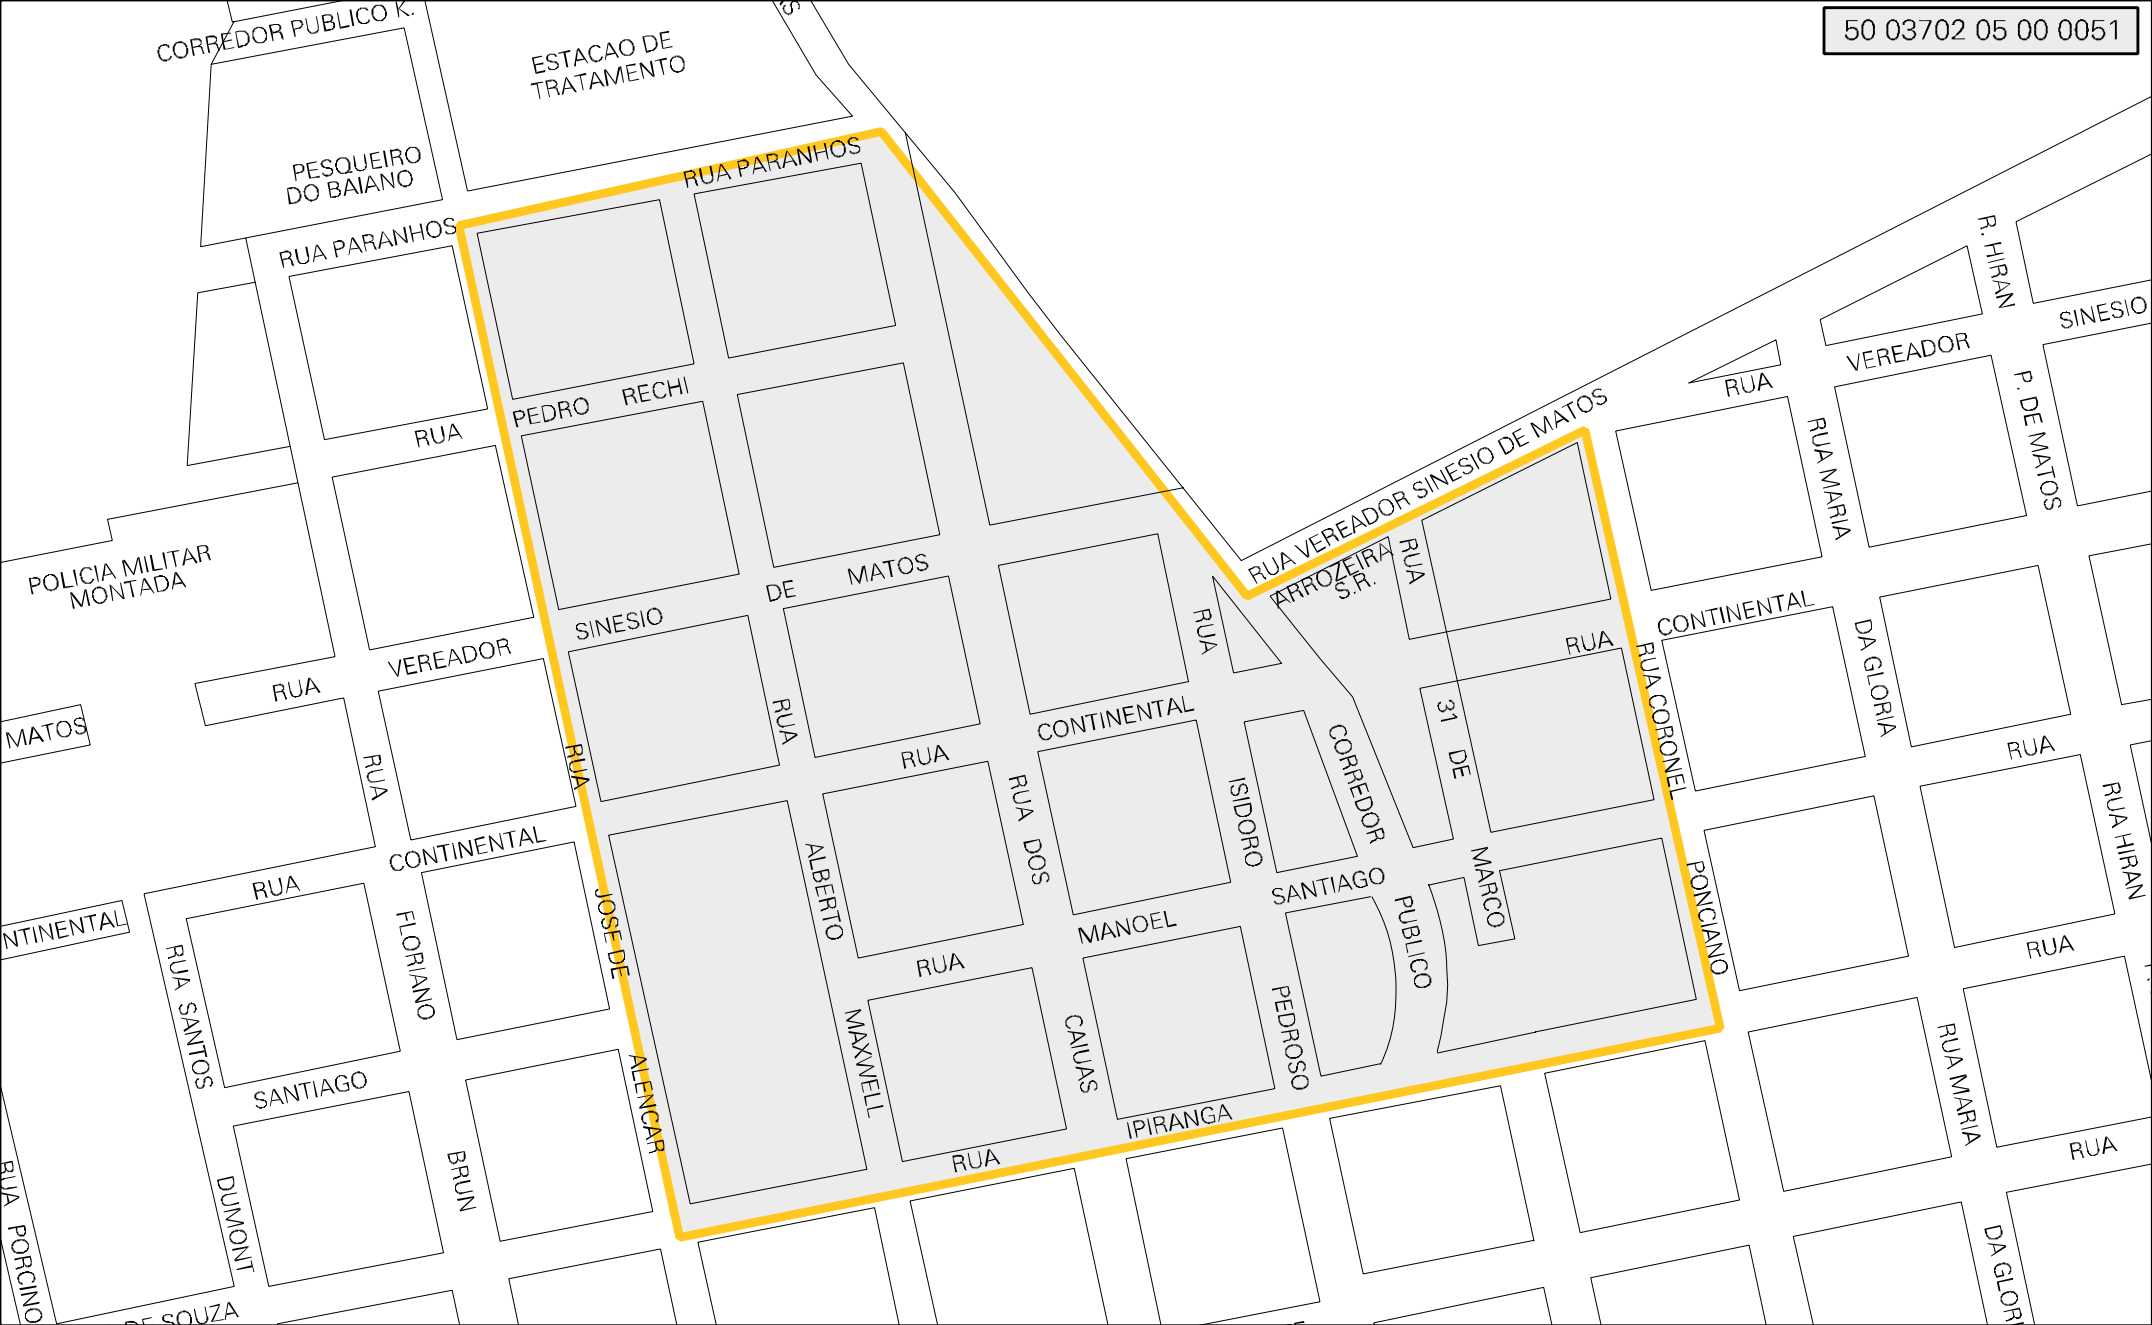 50 03702 05 00 0051
CORREDOR PUBLICO K.
ESTACAO DE
TRATAMENTO
PESQUEIRO
DO BAIANO
RUA PARANHOS
RUA PARANHOS
R. HIRAN
SINESIO
VEREADOR
RUA
P. DE MATOS
RUA MARIA
RUA
PEDRO
RECHI
RUA VEREADOR SINESIO DE MATOS
ARROZEIRA
S.R.
RUA
POLICIA MILITAR
MONTADA
SINESIO
DE
MATOS
RUA
VEREADOR
RUA
RUA
CONTINENTAL
DA GLORIA
MATOS
RUA
RUA
RUA
RUA
CONTINENTAL
31 DE
RUA CORONEL
RUA
CORREDOR
ISIDORO
RUA DOS
RUA
CONTINENTAL
RUA HIRAN
NTINENTAL
RUA
FLORIANO
JOSE DE
ALBERTO
MANOEL
SANTIAGO
PUBLICO
MARCO
PONCIANO
RUA
RUA SANTOS
RUA
MAXWELL
CAIUAS
PEDROSO
RUA MARIA
RUA
SANTIAGO
ALENCAR
IPIRANGA
RUA
BRUN
DUMONT
RUA PORCINO
DE SOUZA
DA GLORI